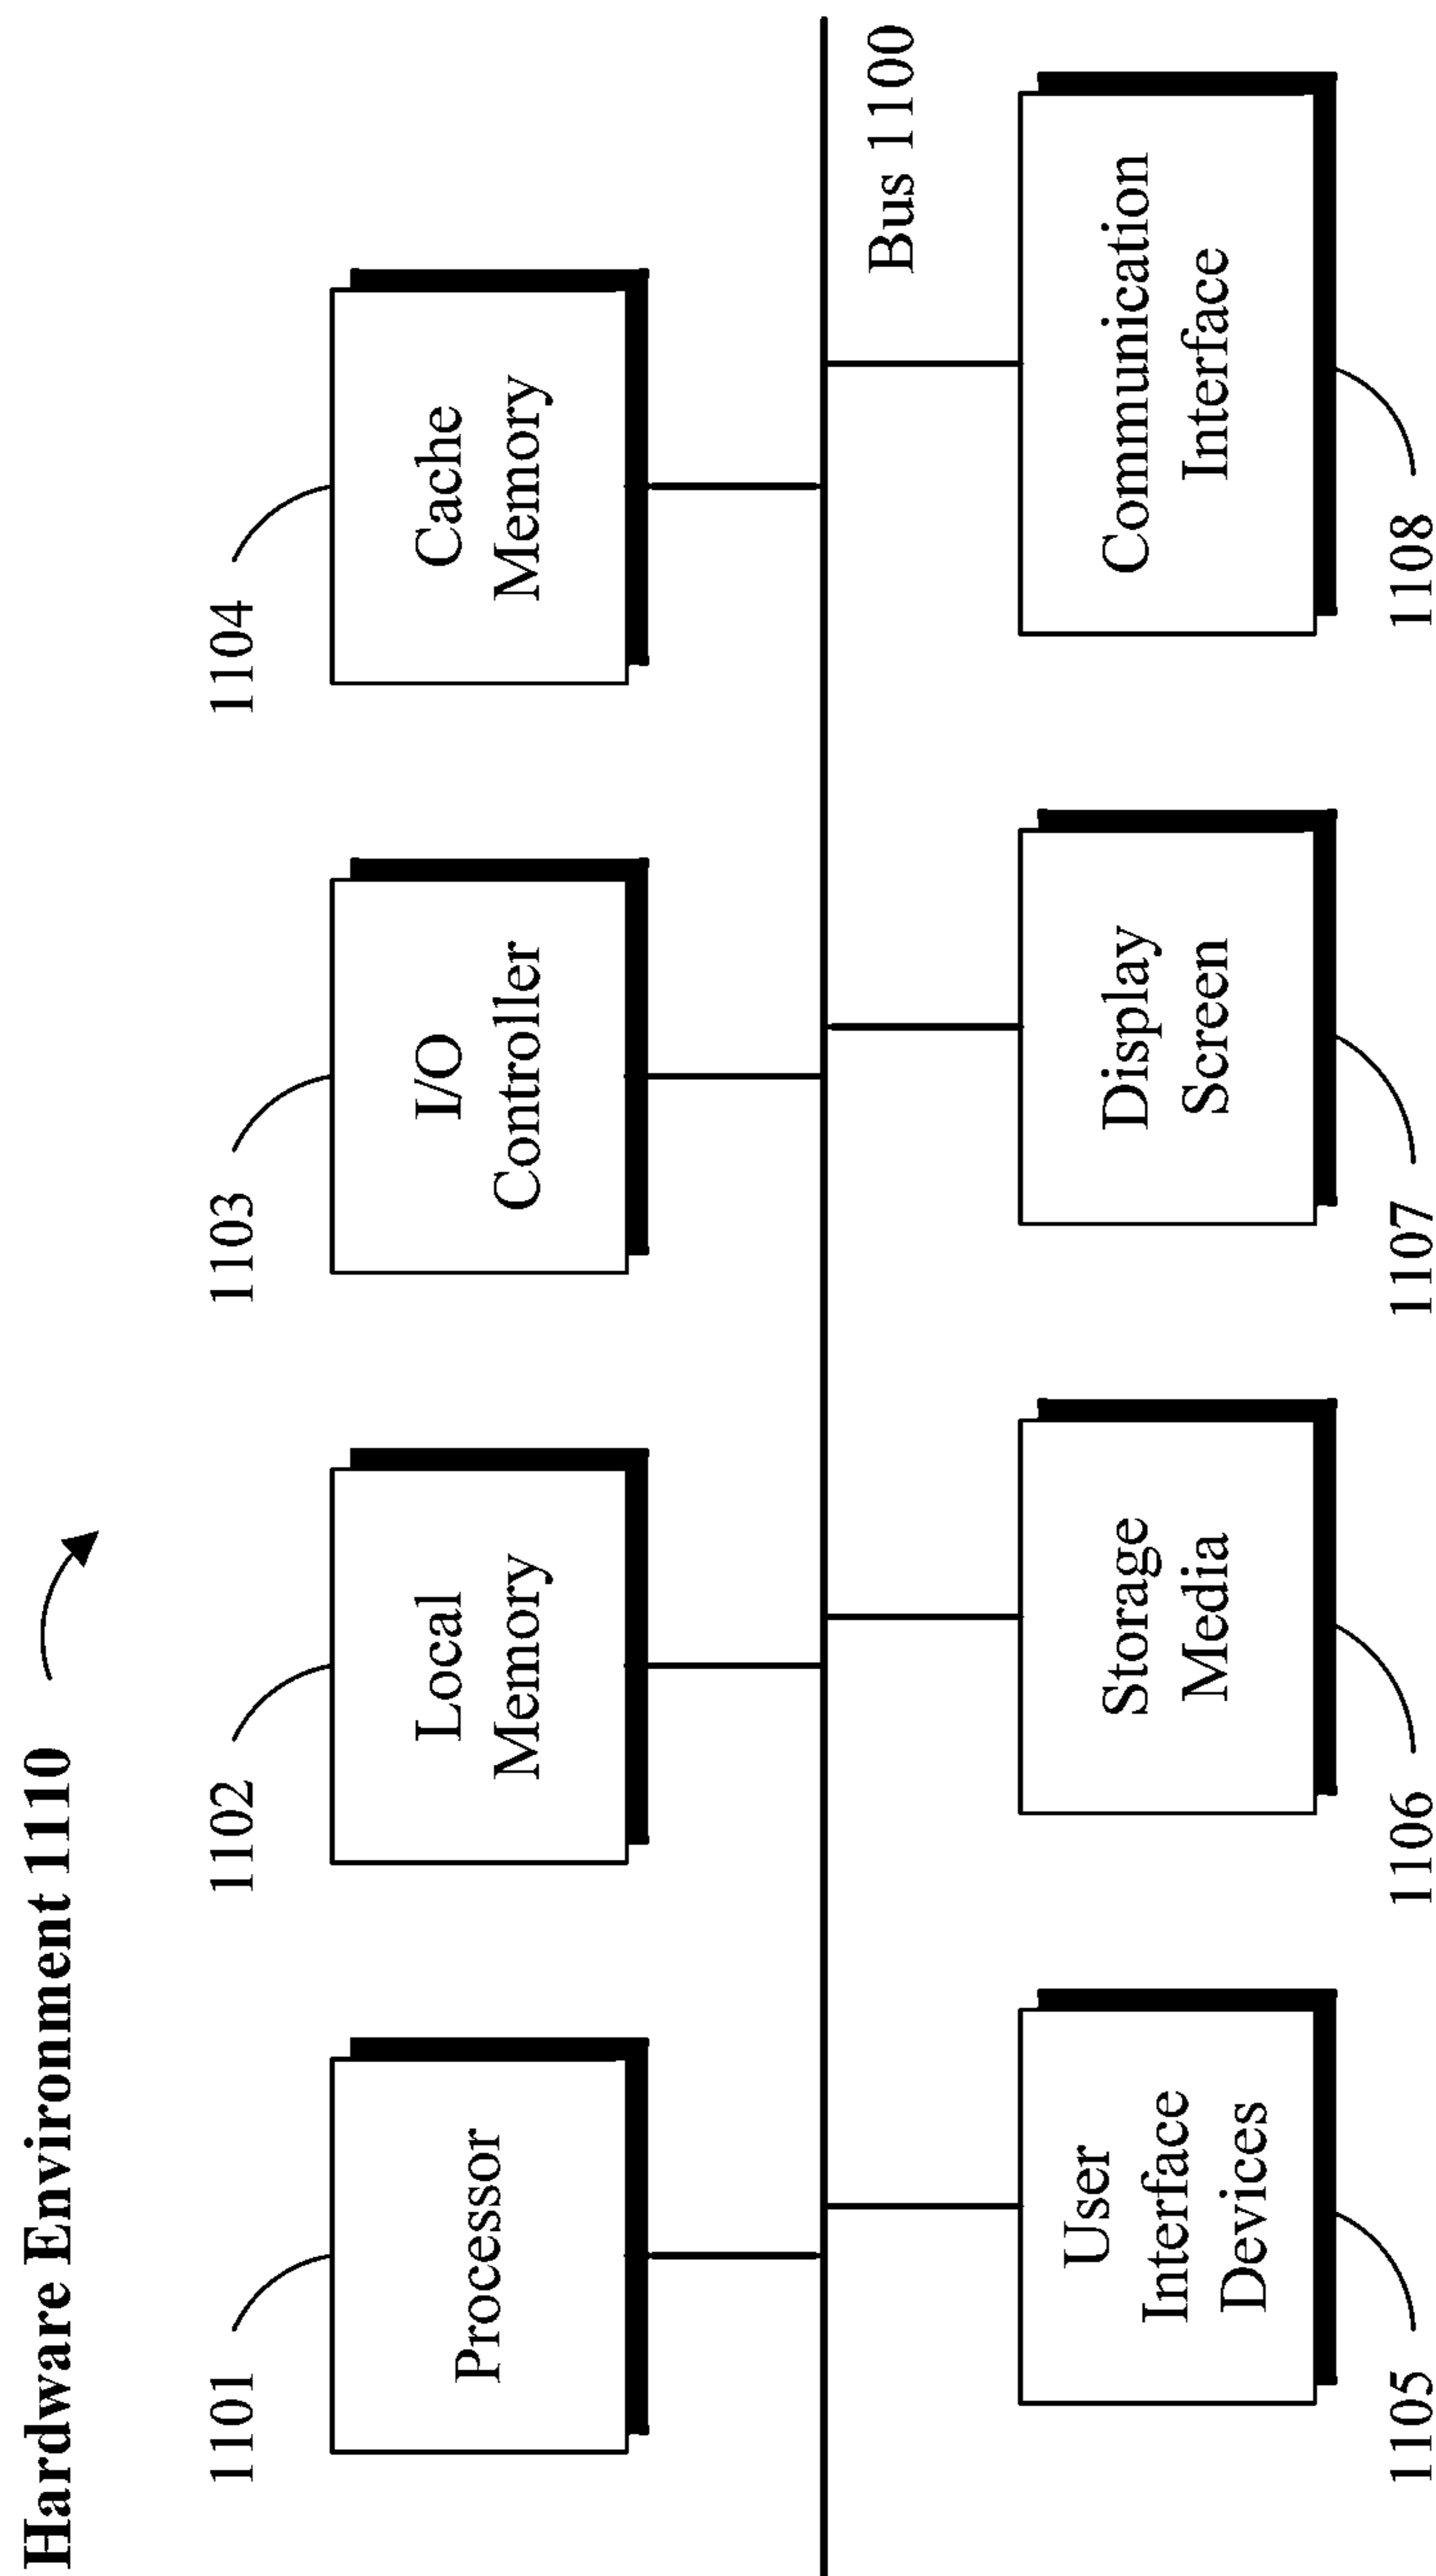 Hardware Environment 1110
1101
Processor
1102
Local
Memory
1103
I/O
Controller
1104
Cache
Memory
Bus 1100
User
Interface
Devices
1105
Storage
Media
1106
Display
Screen
1107
Communication
Interface
1108